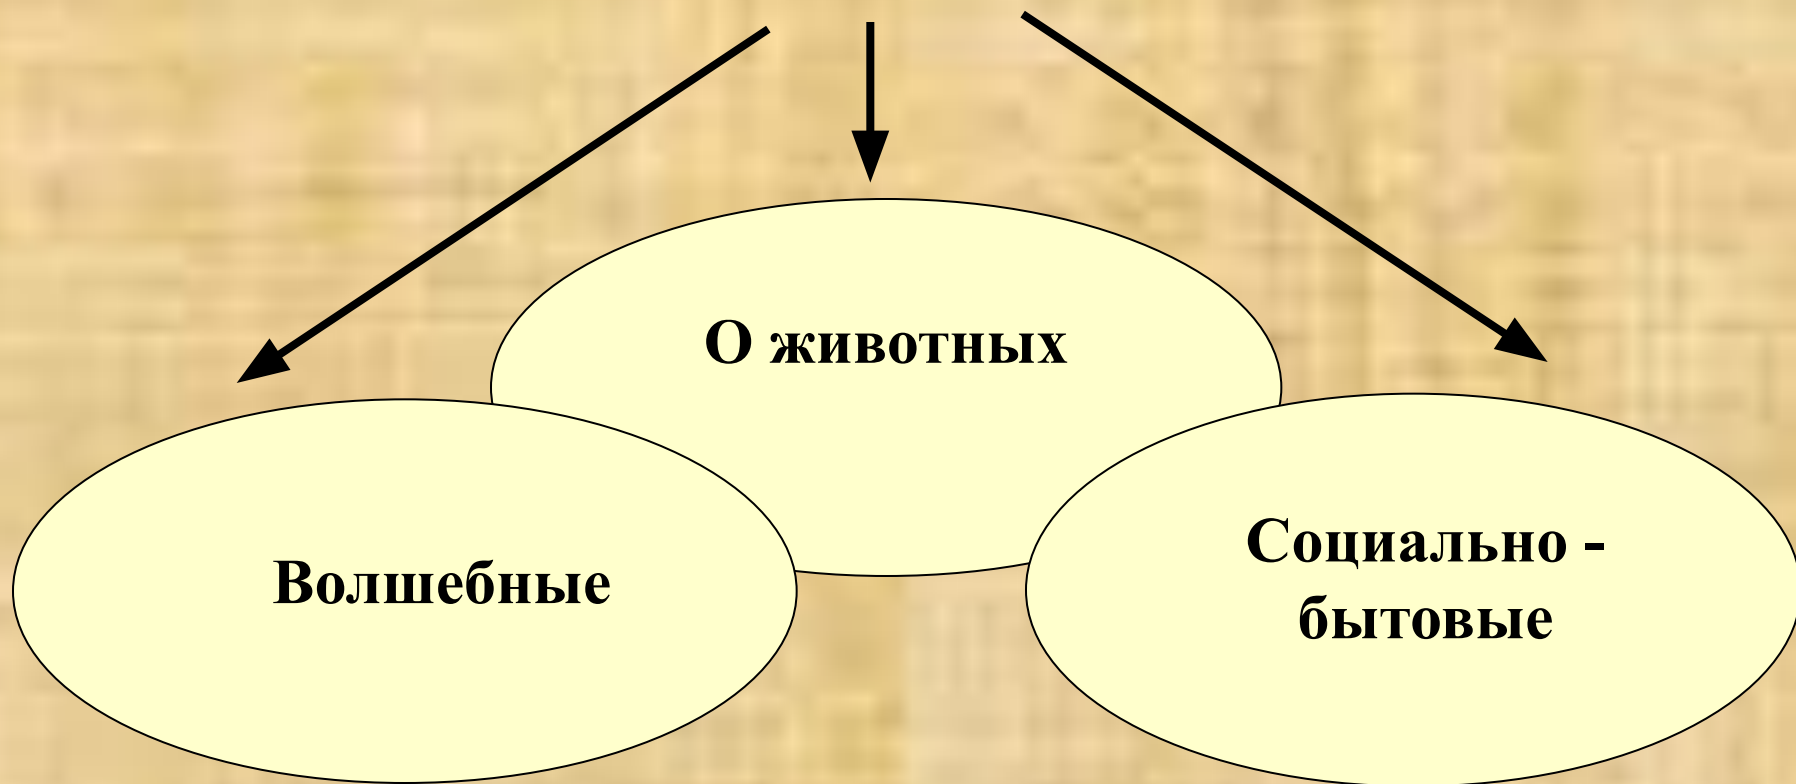 О животных
Волшебные
Социально -
бытовые